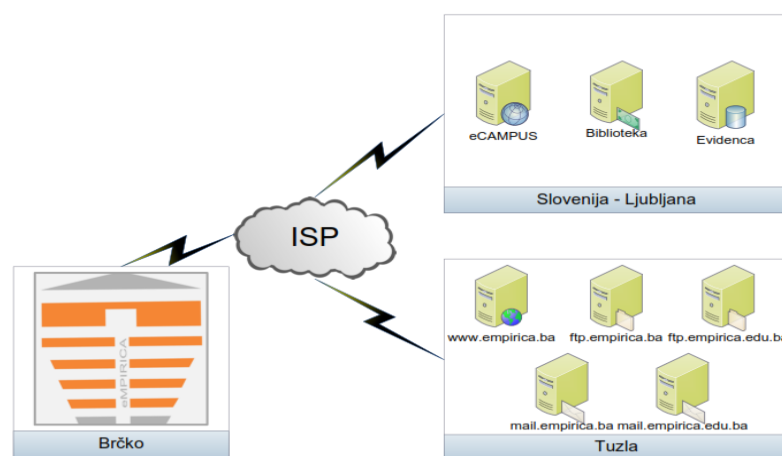 eCAMPUS
Biblioteka
Evidenca
Slovenija - Ljubljana
ISP
eMPIRICA
Brčko
www.empirica.ba
ftp.empirica.ba
ftp.empirica.edu.ba
mail.empirica.ba
mail.empirica.edu.ba
Tuzla